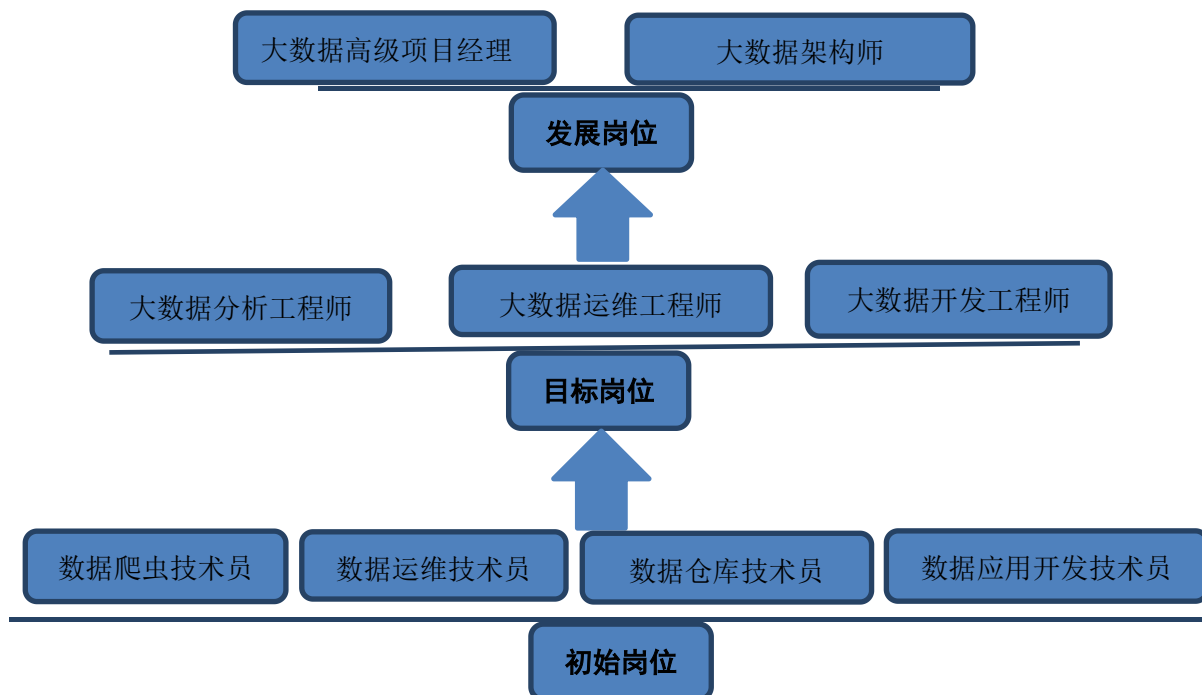 大数据高级项目经理
大数据架构师
发展岗位
大数据分析工程师
大数据运维工程师
大数据开发工程师
目标岗位
数据爬虫技术员
数据运维技术员
数据仓库技术员
数据应用开发技术员
初始岗位